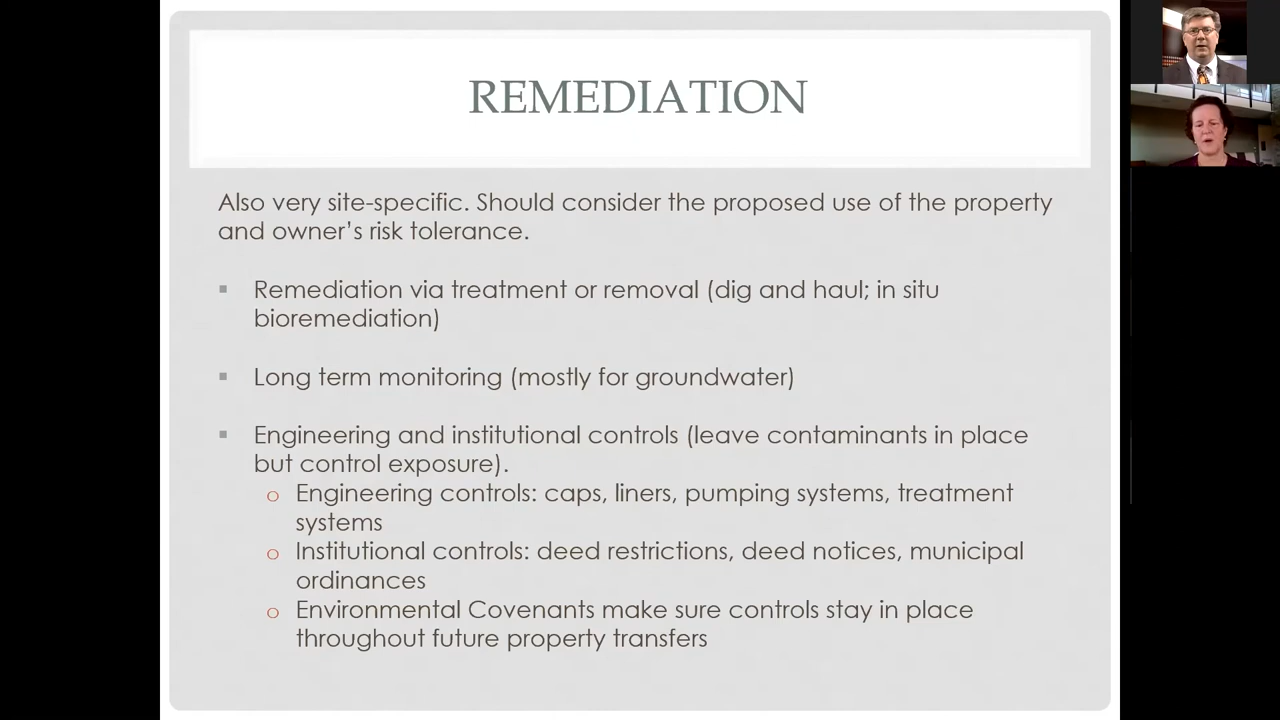 REMEDIATION
Also very site-specific. Should consider the proposed use of the property
and owner's risk tolerance.
▪ Remediation via treatment or removal (dig and haul; in situ
bioremediation)
▪ Long term monitoring (mostly for groundwater)
▪ Engineering and institutional controls (leave contaminants in place
but control exposure).
o Engineering controls: caps, liners, pumping systems, treatment
systems
o Institutional controls: deed restrictions, deed notices, municipal
ordinances
o Environmental Covenants make sure controls stay in place
throughout future property transfers